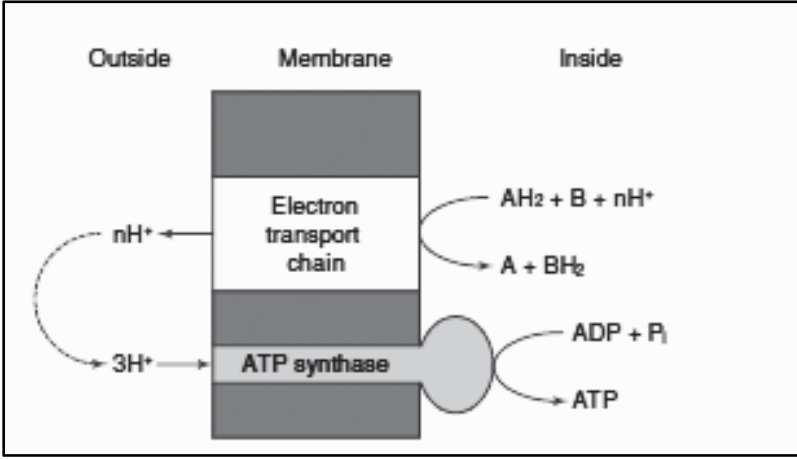 Outside Membrane Inside
Electron
transport
chain
AH₂ + B + nH⁺
nH⁺
A + BH₂
ADP + Pᵢ
3H⁺
ATP synthase
ATP